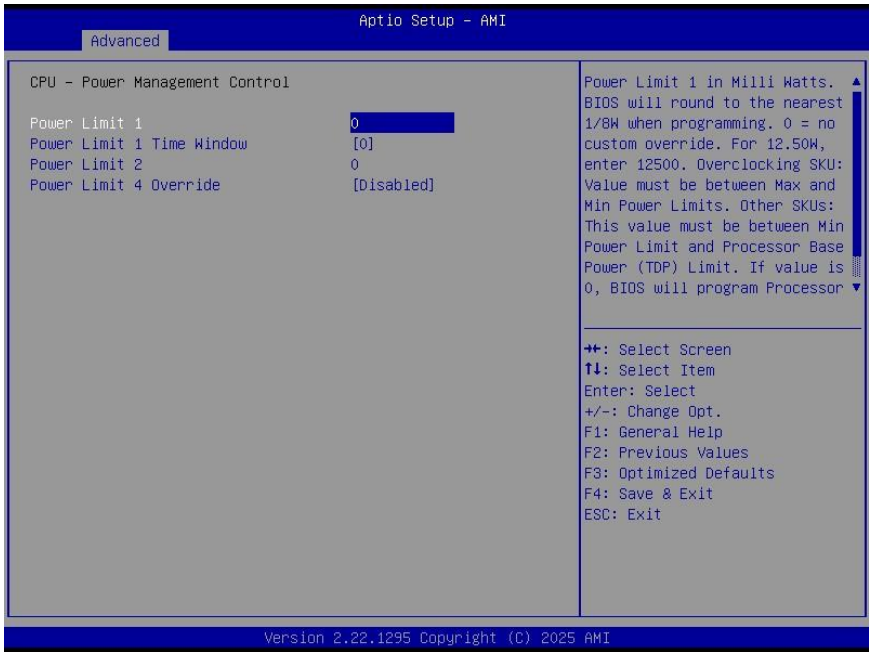 Aptio Setup – AMI
Advanced
CPU – Power Management Control
Power Limit 1 0
Power Limit 1 Time Window [0]
Power Limit 2 0
Power Limit 4 Override [Disabled]
Power Limit 1 in Milli Watts.
BIOS will round to the nearest
1/8W when programming. 0 = no
custom override. For 12.50W,
enter 12500. Overclocking SKU:
Value must be between Max and
Min Power Limits. Other SKUs:
This value must be between Min
Power Limit and Processor Base
Power (TDP) Limit. If value is
0, BIOS will program Processor
→←: Select Screen
↑↓: Select Item
Enter: Select
+/-: Change Opt.
F1: General Help
F2: Previous Values
F3: Optimized Defaults
F4: Save & Exit
ESC: Exit
Version 2.22.1295 Copyright (C) 2025 AMI